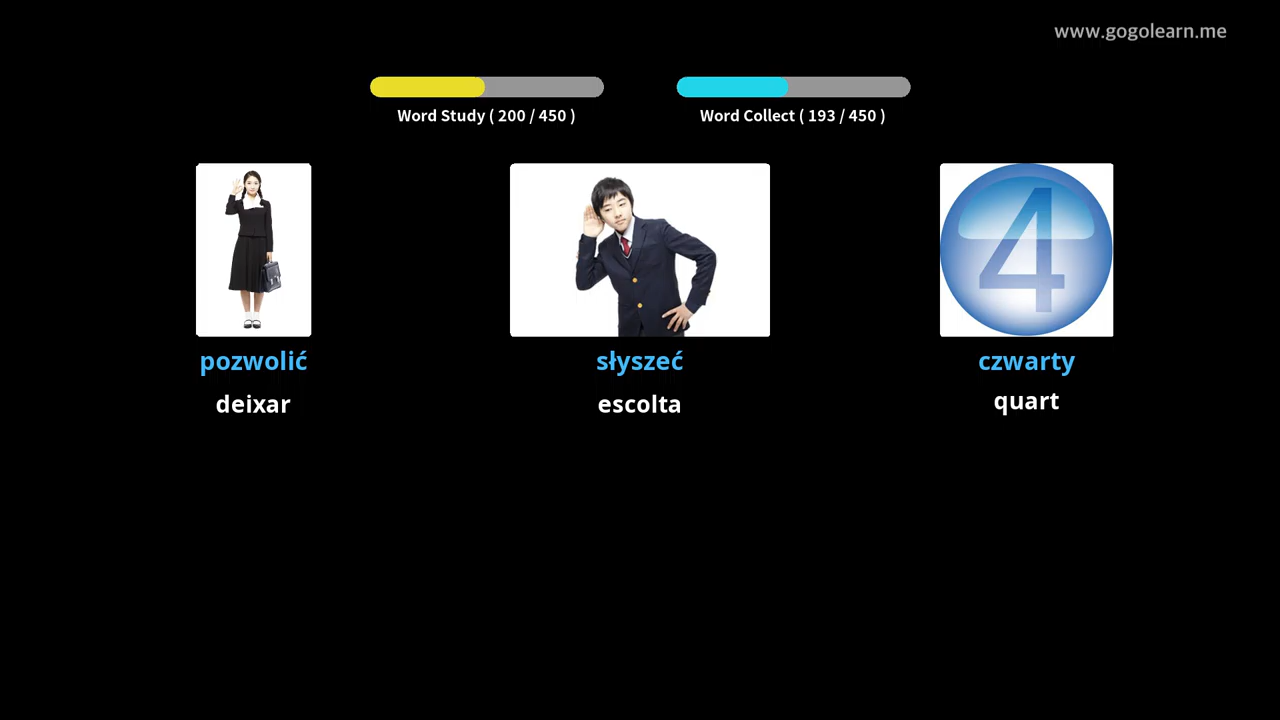 www.gogolearn.me
Word Study ( 200 / 450 )
Word Collect ( 193 / 450 )
4
pozwolić
słyszeć
czwarty
deixar
escolta
quart